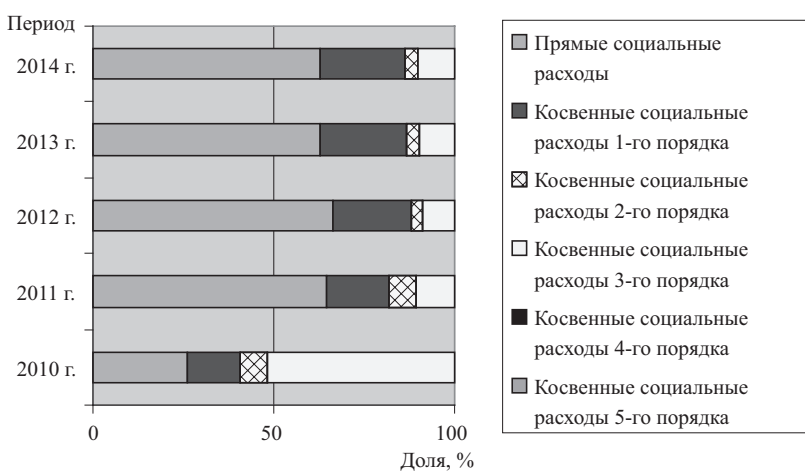 Период
2014 г.
2013 г.
2012 г.
2011 г.
2010 г.
0
50
100
Доля, %
Прямые социальные
расходы
Косвенные социальные
расходы 1-го порядка
Косвенные социальные
расходы 2-го порядка
Косвенные социальные
расходы 3-го порядка
Косвенные социальные
расходы 4-го порядка
Косвенные социальные
расходы 5-го порядка